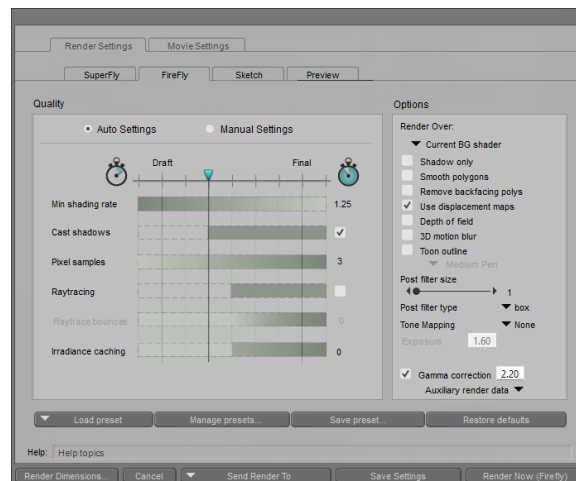 Render Settings
Movie Settings
SuperFly
FireFly
Sketch
Preview
Quality
Auto Settings
Manual Settings
Draft
Final
Min shading rate
1.25
Cast shadows
Pixel samples
3
Raytracing
Raytrace bounces
0
Irradiance caching
0
Options
Render Over:
Current BG shader
Shadow only
Smooth polygons
Remove backfacing polys
Use displacement maps
Depth of field
3D motion blur
Toon outline
Medium Pen
Post filter size
1
Post filter type
box
Tone Mapping
None
Exposure
1.60
Gamma correction
2.20
Auxiliary render data
Load preset
Manage presets...
Save preset...
Restore defaults
Help:
Help topics
Render Dimensions...
Cancel
Send Render To
Save Settings
Render Now (Firefly)